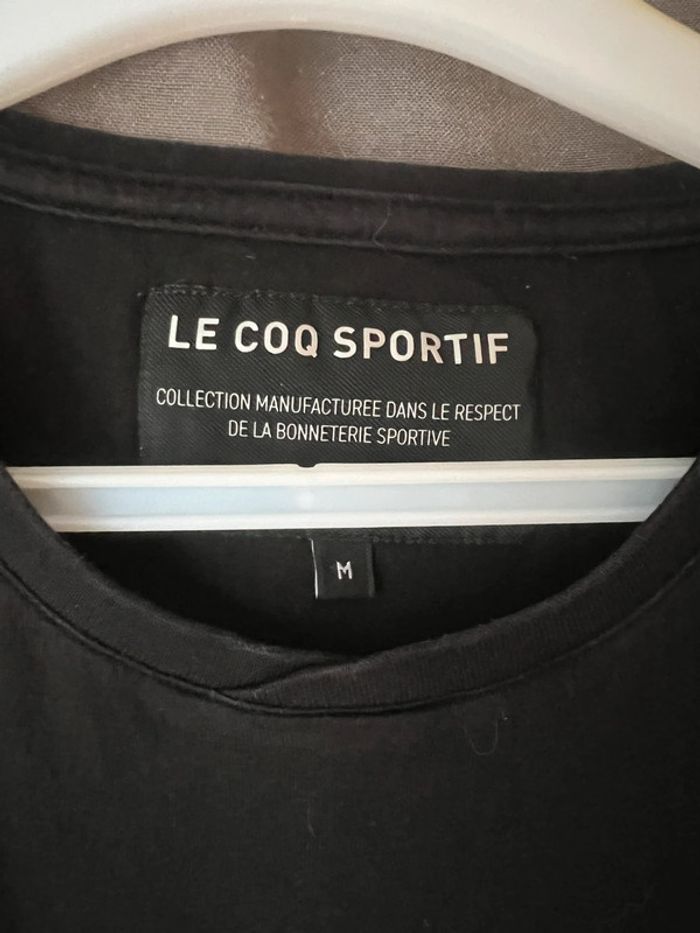 LE COQ SPORTIF
COLLECTION MANUFACTUREE DANS LE RESPECT
DE LA BONNETERIE SPORTIVE
M